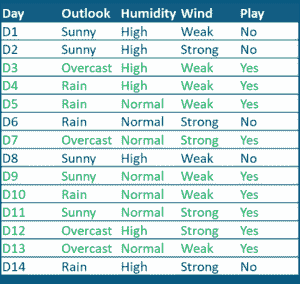 Day Outlook Humidity Wind Play
D1 Sunny High Weak No
D2 Sunny High Strong No
D3 Overcast High Weak Yes
D4 Rain High Weak Yes
D5 Rain Normal Weak Yes
D6 Rain Normal Strong No
D7 Overcast Normal Strong Yes
D8 Sunny High Weak No
D9 Sunny Normal Weak Yes
D10 Rain Normal Weak Yes
D11 Sunny Normal Strong Yes
D12 Overcast High Strong Yes
D13 Overcast Normal Weak Yes
D14 Rain High Strong No